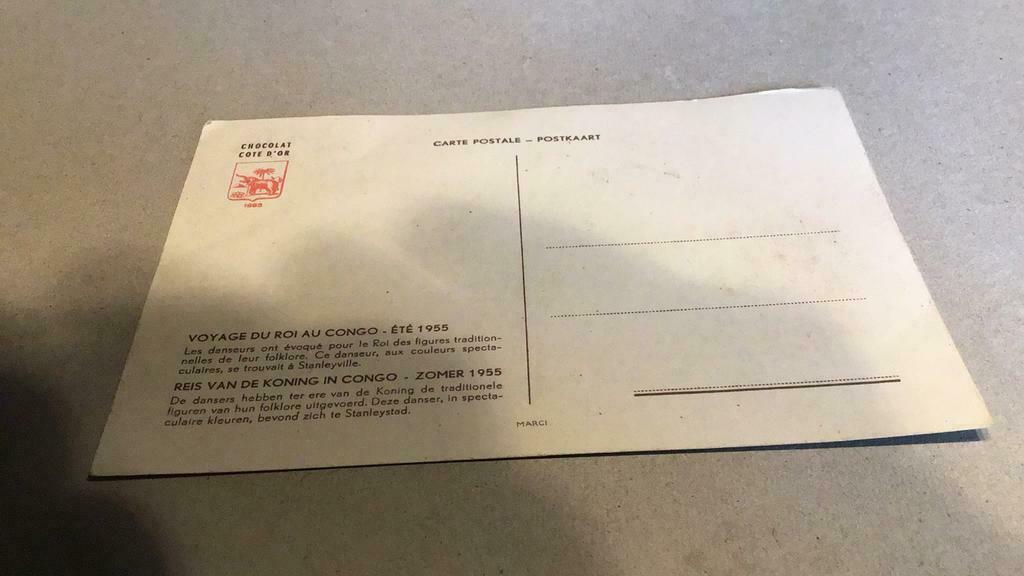 CHOCOLAT
COTE D'OR
1883
CARTE POSTALE – POSTKAART
VOYAGE DU ROI AU CONGO - ÉTÉ 1955
Les danseurs ont évoqué pour le Roi des figures tradition-
nelles de leur folklore. Ce danseur, aux couleurs specta-
culaires, se trouvait à Stanleyville.
REIS VAN DE KONING IN CONGO - ZOMER 1955
De dansers hebben ter ere van de Koning de traditionele
figuren van hun folklore uitgevoerd. Deze danser, in specta-
culaire kleuren, bevond zich te Stanleystad.
MARCI